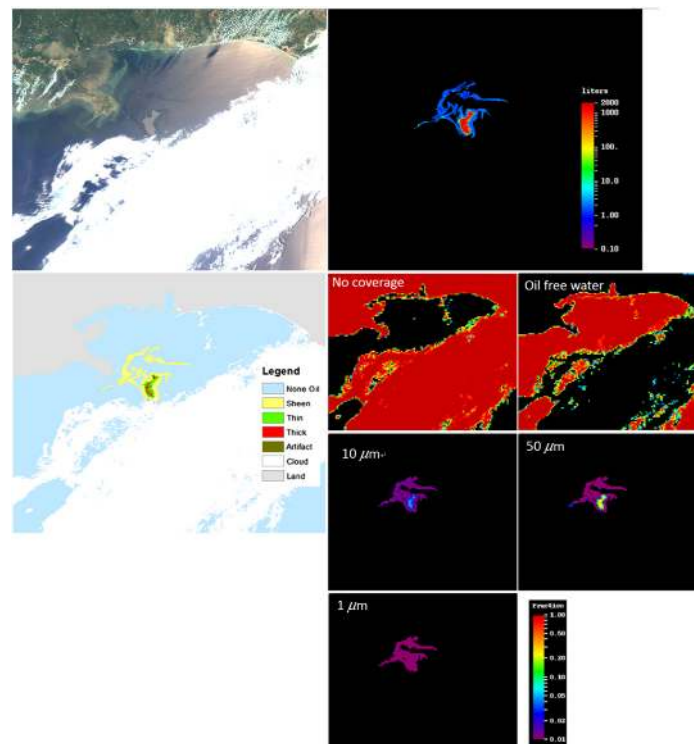 liters
2000
1000
100.
10.0
1.00
0.10
Legend
None Oil
Sheen
Thin
Thick
Artifact
Cloud
Land
No coverage
Oil free water
10 μm
50 μm
1 μm
Fraction
1.00
0.50
0.20
0.10
0.05
0.02
0.01